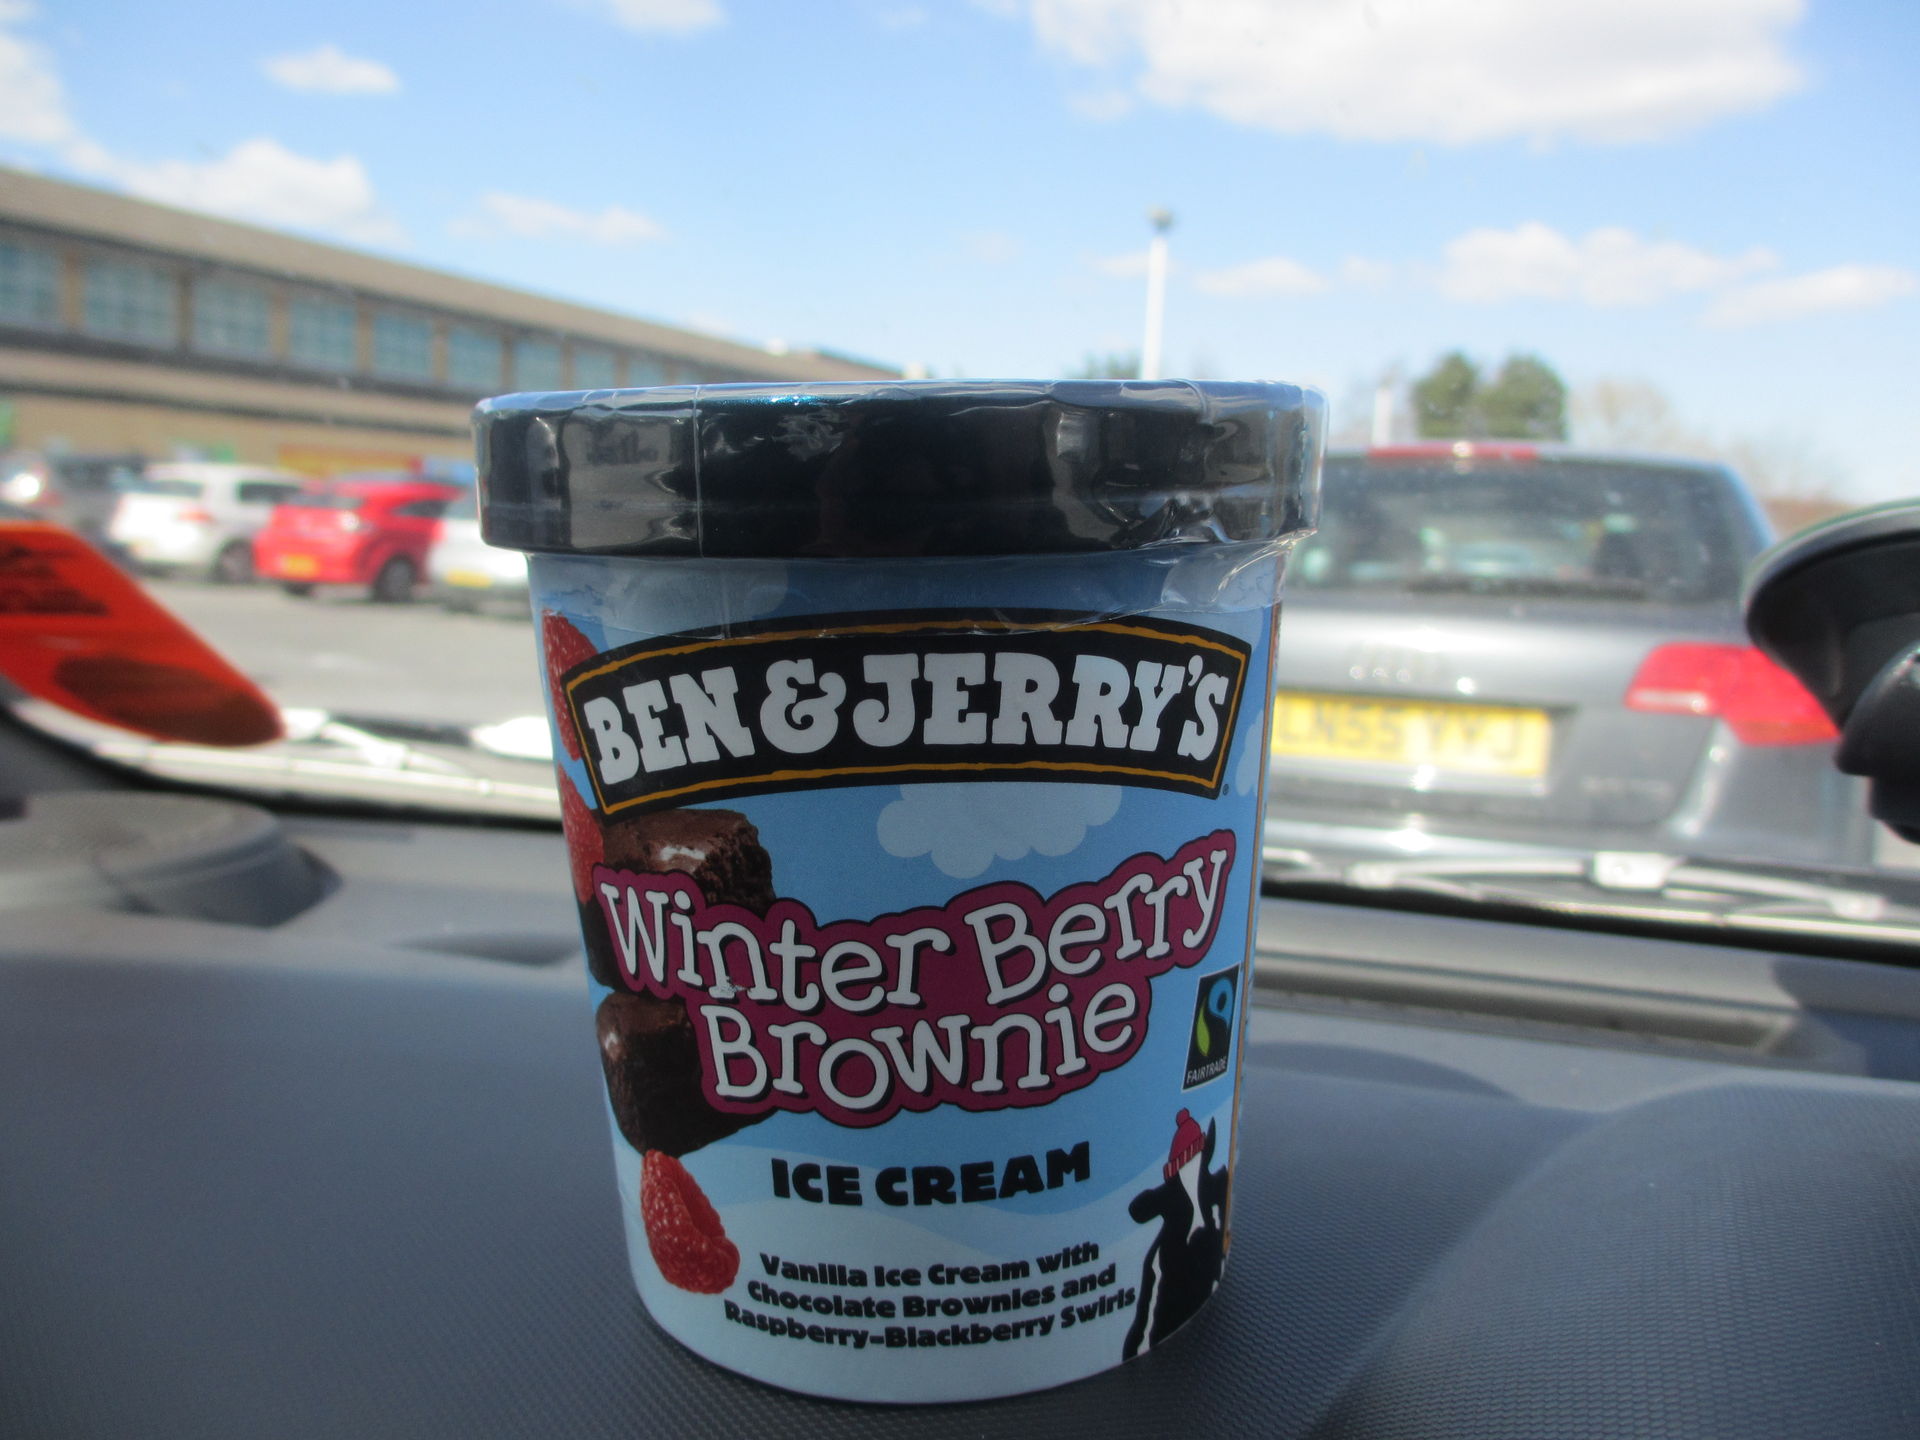 BEN & JERRY'S
Winter Berry
Brownie
FAIRTRADE
ICE CREAM
Vanilla Ice Cream with
Chocolate Brownies and
Raspberry-Blackberry Swirls